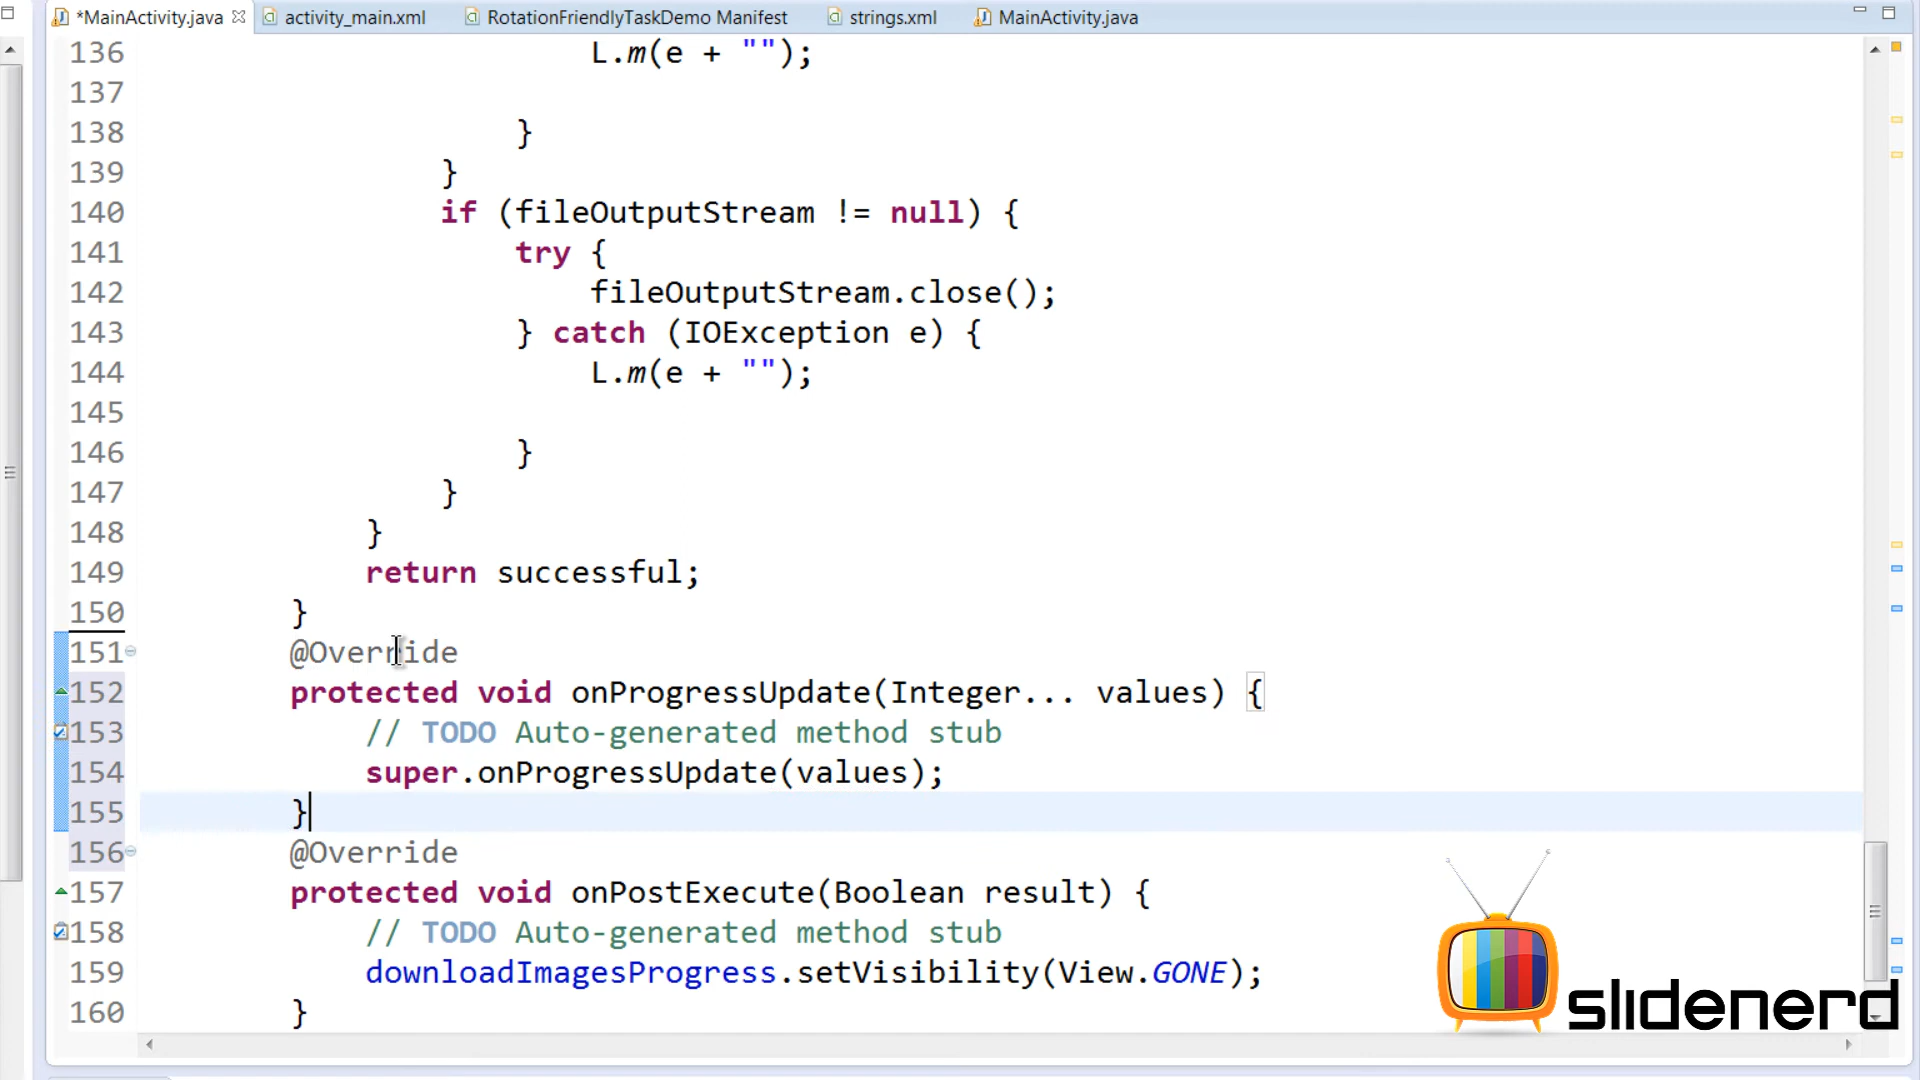 *MainActivity.java activity_main.xml RotationFriendlyTaskDemo Manifest strings.xml MainActivity.java
136 L.m(e + "");
137
138 }
139 }
140 if (fileOutputStream != null) {
141 try {
142 fileOutputStream.close();
143 } catch (IOException e) {
144 L.m(e + "");
145
146 }
147 }
148 }
149 return successful;
150 }
151 @Override
152 protected void onProgressUpdate(Integer... values) {
153 // TODO Auto-generated method stub
154 super.onProgressUpdate(values);
155 }
156 @Override
157 protected void onPostExecute(Boolean result) {
158 // TODO Auto-generated method stub
159 downloadImagesProgress.setVisibility(View.GONE);
160 }
slidenerd